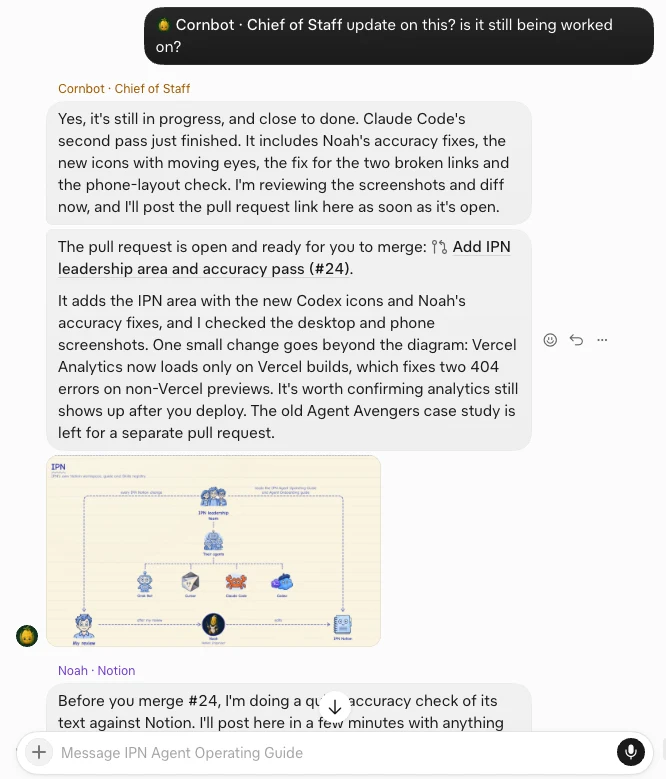 Cornbot · Chief of Staff update on this? is it still being worked
on?
Cornbot · Chief of Staff
Yes, it's still in progress, and close to done. Claude Code's
second pass just finished. It includes Noah's accuracy fixes, the
new icons with moving eyes, the fix for the two broken links and
the phone-layout check. I'm reviewing the screenshots and diff
now, and I'll post the pull request link here as soon as it's open.
The pull request is open and ready for you to merge: Add IPN
leadership area and accuracy pass (#24).
It adds the IPN area with the new Codex icons and Noah's
accuracy fixes, and I checked the desktop and phone
screenshots. One small change goes beyond the diagram: Vercel
Analytics now loads only on Vercel builds, which fixes two 404
errors on non-Vercel previews. It's worth confirming analytics still
shows up after you deploy. The old Agent Avengers case study is
left for a separate pull request.
IPN
IPN leadership
team
Their agents
Claude Code
My review
IPN Notion
Noah · Notion
Before you merge #24, I'm doing a accuracy check of its
text against Notion. I'll post here in a few minutes with anything
Message IPN Agent Operating Guide